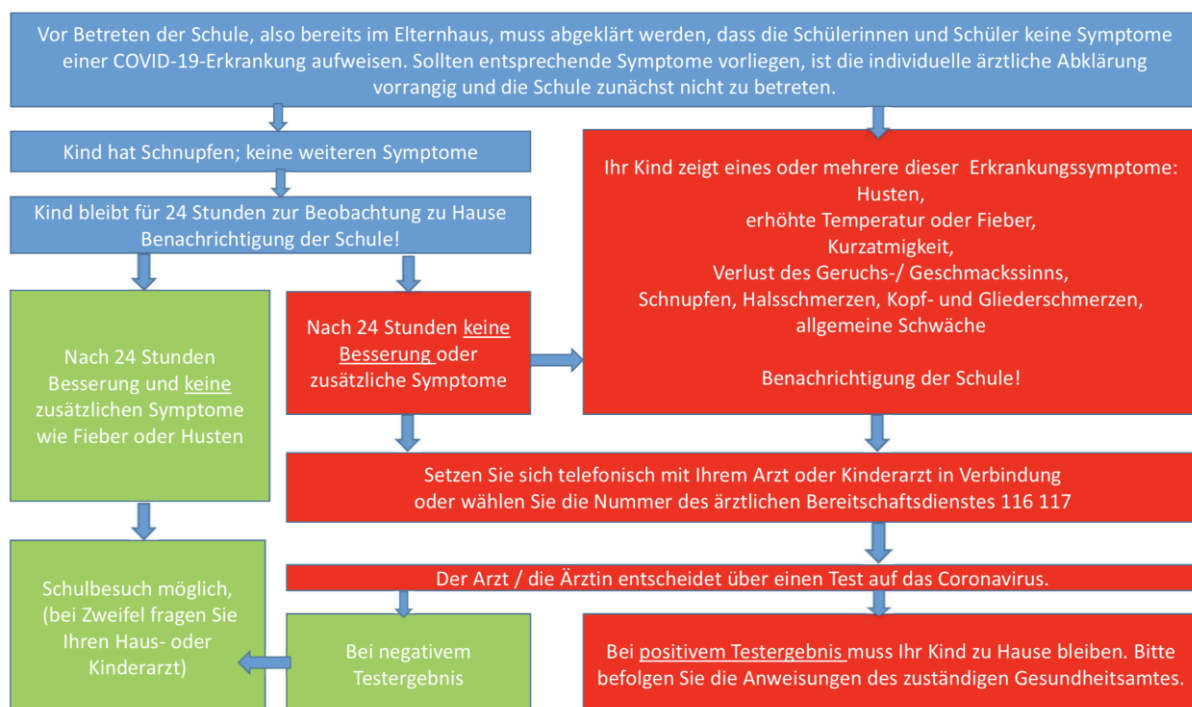 Vor Betreten der Schule, also bereits im Elternhaus, muss abgeklärt werden, dass die Schülerinnen und Schüler keine Symptome
einer COVID-19-Erkrankung aufweisen. Sollten entsprechende Symptome vorliegen, ist die individuelle ärztliche Abklärung
vorrangig und die Schule zunächst nicht zu betreten.
Kind hat Schnupfen; keine weiteren Symptome
Kind bleibt für 24 Stunden zur Beobachtung zu Hause
Benachrichtigung der Schule!
Nach 24 Stunden
Besserung und keine
zusätzlichen Symptome
wie Fieber oder Husten
Nach 24 Stunden keine
Besserung oder
zusätzliche Symptome
Ihr Kind zeigt eines oder mehrere dieser Erkrankungssymptome:
Husten,
erhöhte Temperatur oder Fieber,
Kurzatmigkeit,
Verlust des Geruchs-/ Geschmackssinns,
Schnupfen, Halsschmerzen, Kopf- und Gliederschmerzen,
allgemeine Schwäche
Benachrichtigung der Schule!
Setzen Sie sich telefonisch mit Ihrem Arzt oder Kinderarzt in Verbindung
oder wählen Sie die Nummer des ärztlichen Bereitschaftsdienstes 116 117
Der Arzt / die Ärztin entscheidet über einen Test auf das Coronavirus.
Schulbesuch möglich,
(bei Zweifel fragen Sie
Ihren Haus- oder
Kinderarzt)
Bei negativem
Testergebnis
Bei positivem Testergebnis muss Ihr Kind zu Hause bleiben. Bitte
befolgen Sie die Anweisungen des zuständigen Gesundheitsamtes.